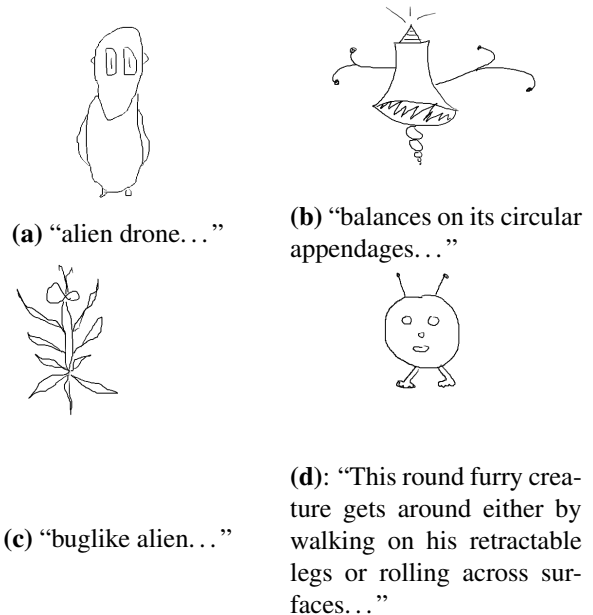 (a) “alien drone. . . ”
(b) “balances on its circular
appendages. . . ”
(c) “buglike alien. . . ”
(d): “This round furry crea-
ture gets around either by
walking on his retractable
legs or rolling across sur-
faces. . . ”